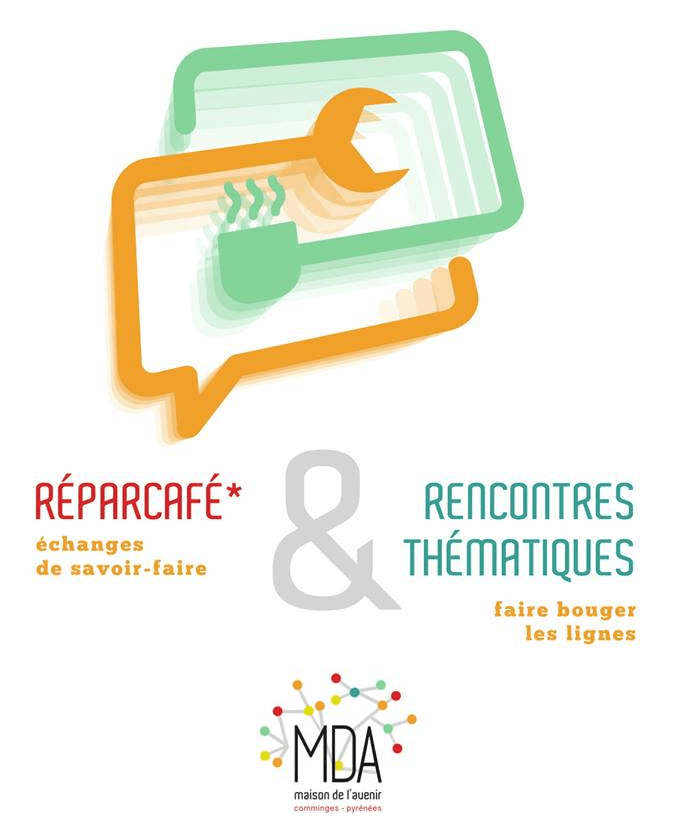 RÉPARCAFÉ*
échanges
de savoir-faire
&
RENCONTRES
THÉMATIQUES
faire bouger
les lignes
MDA
maison de l'avenir
comminges - pyrénées